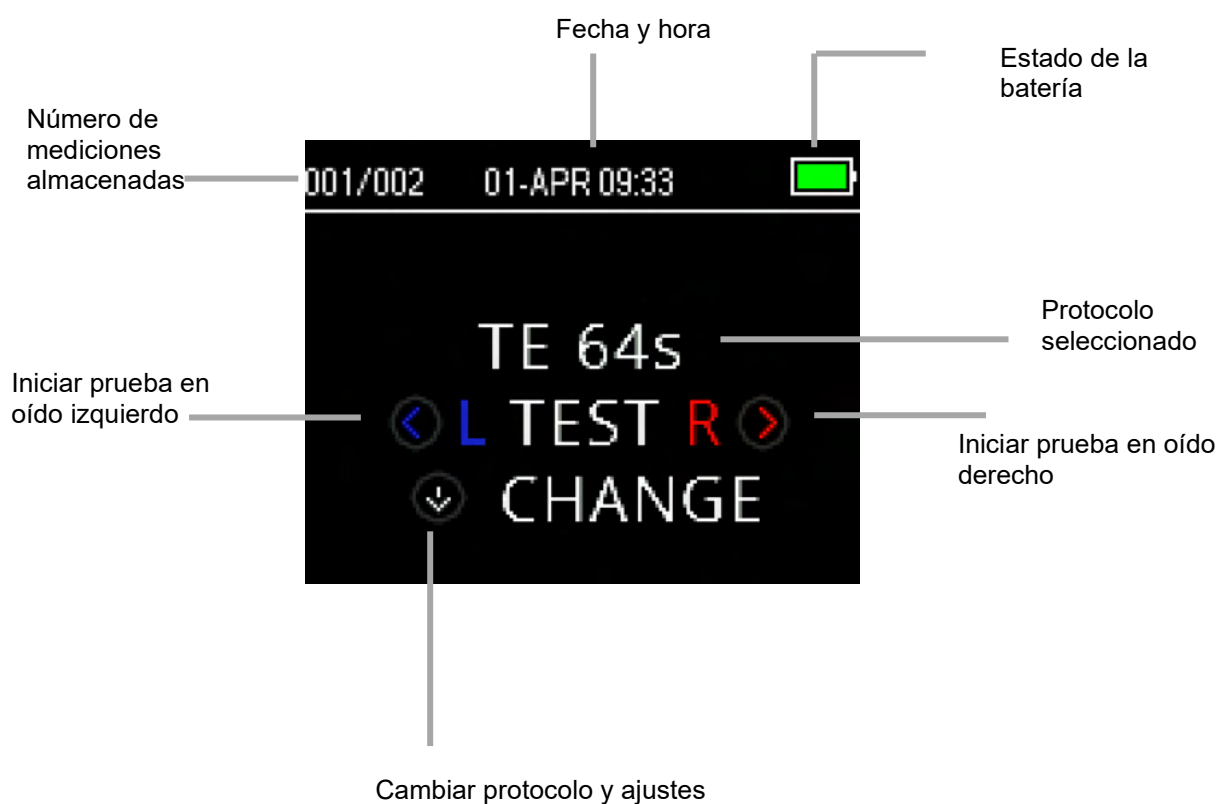 Fecha y hora
Estado de la
batería
Número de
mediciones
almacenadas
001/002 01-APR 09:33
TE 64s
Protocolo
seleccionado
Iniciar prueba en
oído izquierdo
L TEST R
Iniciar prueba en oído
derecho
CHANGE
Cambiar protocolo y ajustes